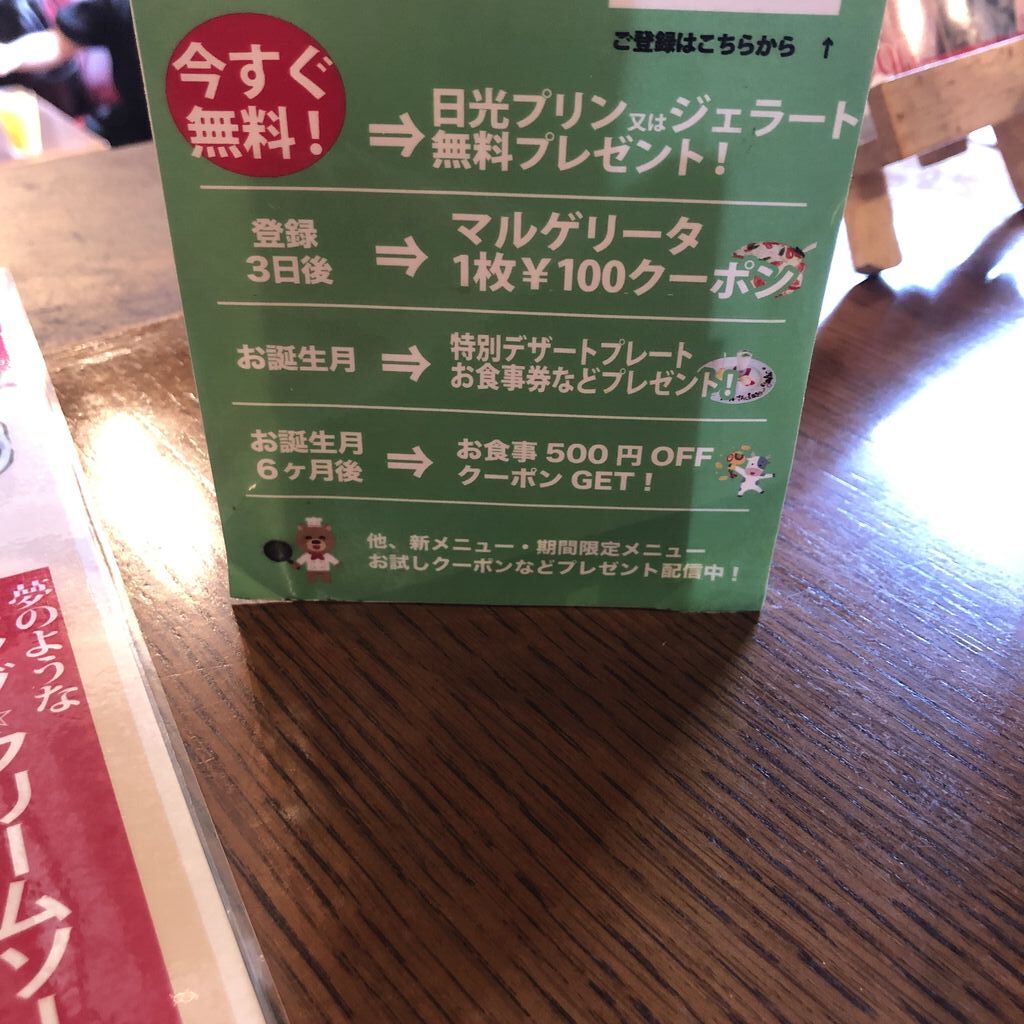 ご登録はこちらから ↑
今すぐ
無料！
⇒
日光プリン又はジェラート
無料プレゼント！
登録
3日後
⇒
マルゲリータ
1枚￥100クーポン
お誕生月
⇒
特別デザートプレート
お食事券などプレゼント！
お誕生月
6ヶ月後
⇒
お食事 500 円 OFF
クーポン GET！
他、新メニュー・期間限定メニュー
お試しクーポンなどプレゼント配信中！
夢のような
クリームソー